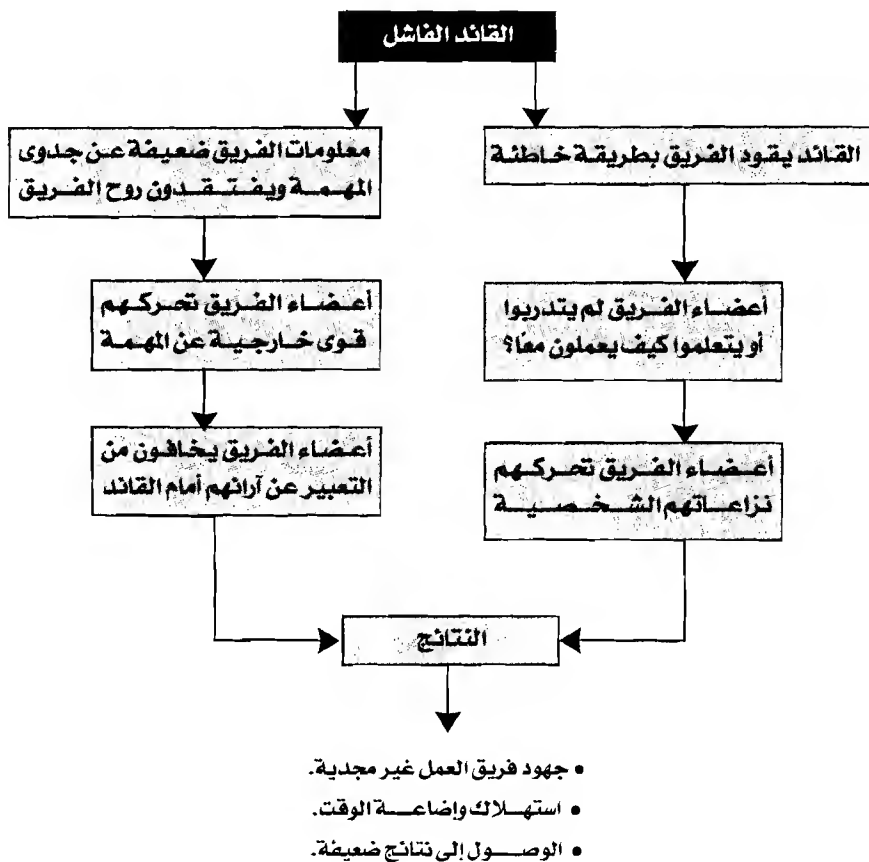 القائد الفاشل
القائد يقود الفريق بطريقة خاطئة
معلومات الفريق ضعيفة عن جدوى
المهمة ويفتقدون روح الفريق
أعضاء الفريق لم يتدربوا
أو يتعلموا كيف يعملون معًا؟
أعضاء الفريق تحركهم
قوى خارجية عن المهمة
أعضاء الفريق تحركهم
نزاعاتهم الشخصية
أعضاء الفريق يخافون من
التعبير عن آرائهم أمام القائد
النتائج
• جهود فريق العمل غير مجدية.
• استهلاك وإضاعة الوقت.
• الوصول إلى نتائج ضعيفة.